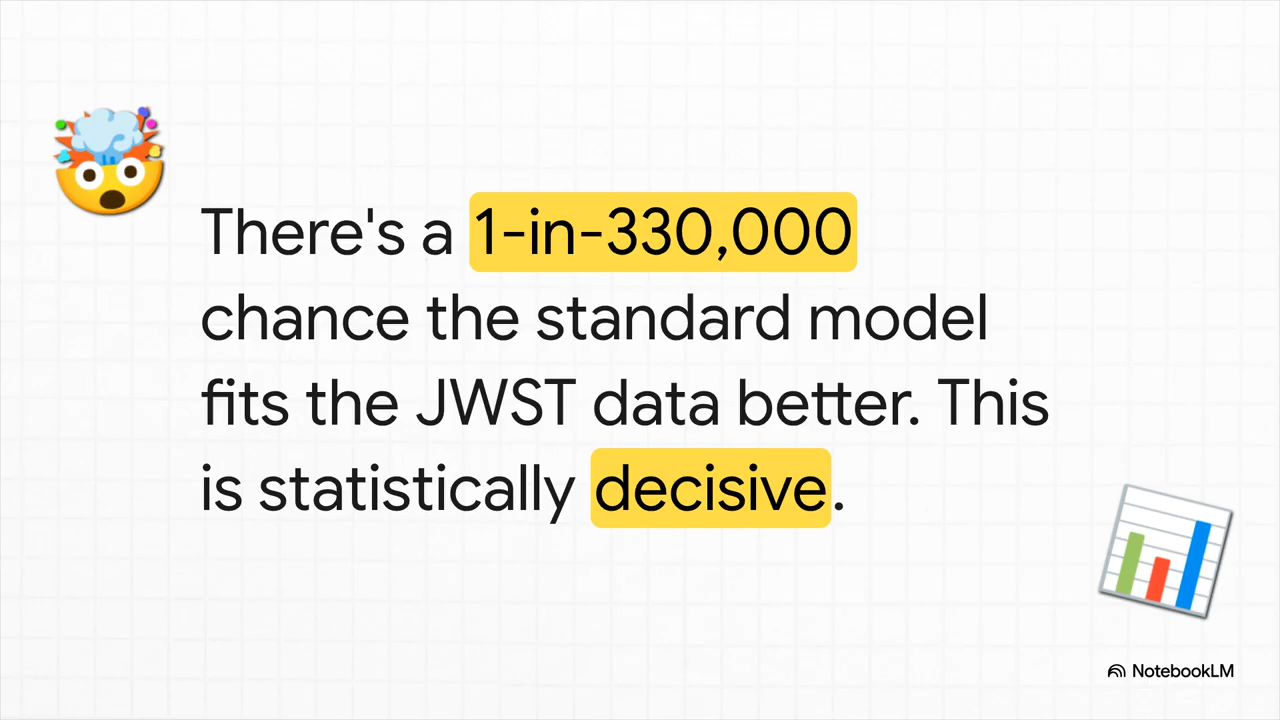 There's a 1-in-330,000
chance the standard model
fits the JWST data better. This
is statistically decisive.
NotebookLM